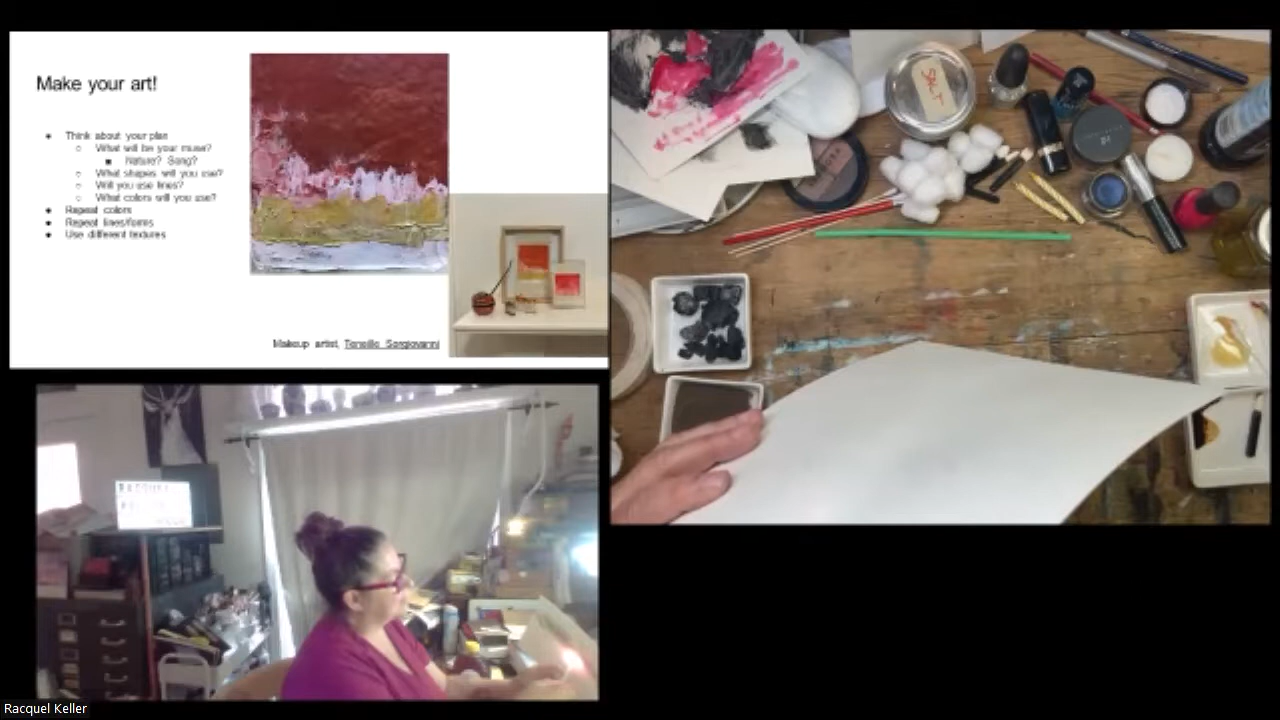 Make your art!
● Think about your plan
○ What will be your muse?
■ Nature? Song?
○ What shapes will you use?
○ Will you use lines?
○ What colors will you use?
● Repeat colors
● Repeat lines/forms
● Use different textures
Makeup artist,
SALT
Racquel Keller